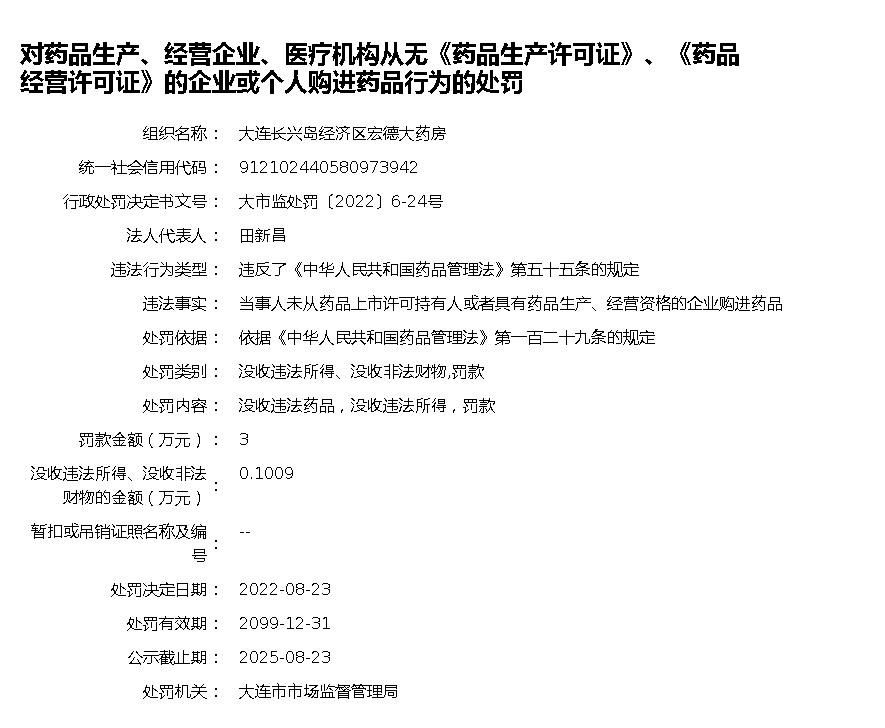 对药品生产、经营企业、医疗机构从无《药品生产许可证》、《药品
经营许可证》的企业或个人购进药品行为的处罚
组织名称： 大连长兴岛经济区宏德大药房
统一社会信用代码： 912102440580973942
行政处罚决定书文号： 大市监处罚〔2022〕6-24号
法人代表人： 田新昌
违法行为类型： 违反了《中华人民共和国药品管理法》第五十五条的规定
违法事实： 当事人未从药品上市许可持有人或者具有药品生产、经营资格的企业购进药品
处罚依据： 依据《中华人民共和国药品管理法》第一百二十九条的规定
处罚类别： 没收违法所得、没收非法财物,罚款
处罚内容： 没收违法药品，没收违法所得，罚款
罚款金额（万元）： 3
没收违法所得、没收非法
财物的金额（万元）： 0.1009
暂扣或吊销证照名称及编
号： --
处罚决定日期： 2022-08-23
处罚有效期： 2099-12-31
公示截止期： 2025-08-23
处罚机关： 大连市市场监督管理局